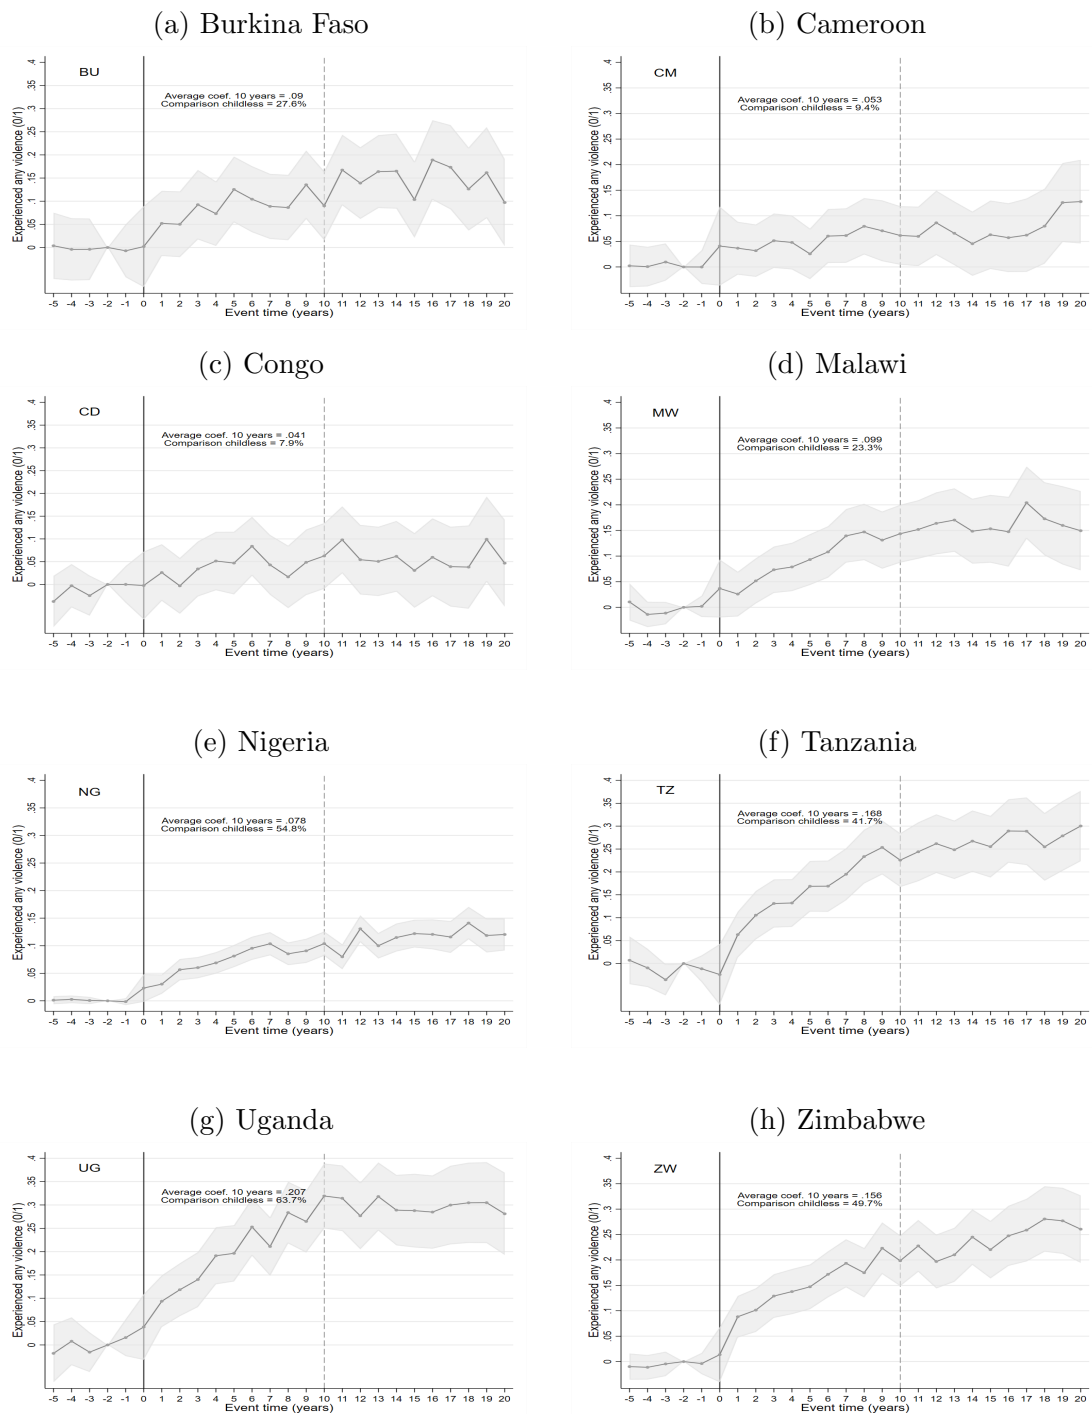 (a) Burkina Faso
BU
Average coef. 10 years = .09
Comparison childless = 27.6%
Experienced any violence (0/1)
0 .05 .1 .15 .2 .25 .3 .35 .4
-5 -4 -3 -2 -1 0 1 2 3 4 5 6 7 8 9 10 11 12 13 14 15 16 17 18 19 20
Event time (years)
(b) Cameroon
CM
Average coef. 10 years = .053
Comparison childless = 9.4%
Experienced any violence (0/1)
0 .05 .1 .15 .2 .25 .3 .35 .4
-5 -4 -3 -2 -1 0 1 2 3 4 5 6 7 8 9 10 11 12 13 14 15 16 17 18 19 20
Event time (years)
(c) Congo
CD
Average coef. 10 years = .041
Comparison childless = 7.9%
Experienced any violence (0/1)
0 .05 .1 .15 .2 .25 .3 .35 .4
-5 -4 -3 -2 -1 0 1 2 3 4 5 6 7 8 9 10 11 12 13 14 15 16 17 18 19 20
Event time (years)
(d) Malawi
MW
Average coef. 10 years = .099
Comparison childless = 23.3%
Experienced any violence (0/1)
0 .05 .1 .15 .2 .25 .3 .35 .4
-5 -4 -3 -2 -1 0 1 2 3 4 5 6 7 8 9 10 11 12 13 14 15 16 17 18 19 20
Event time (years)
(e) Nigeria
NG
Average coef. 10 years = .078
Comparison childless = 54.8%
Experienced any violence (0/1)
0 .05 .1 .15 .2 .25 .3 .35 .4
-5 -4 -3 -2 -1 0 1 2 3 4 5 6 7 8 9 10 11 12 13 14 15 16 17 18 19 20
Event time (years)
(f) Tanzania
TZ
Average coef. 10 years = .168
Comparison childless = 41.7%
Experienced any violence (0/1)
0 .05 .1 .15 .2 .25 .3 .35 .4
-5 -4 -3 -2 -1 0 1 2 3 4 5 6 7 8 9 10 11 12 13 14 15 16 17 18 19 20
Event time (years)
(g) Uganda
UG
Average coef. 10 years = .207
Comparison childless = 63.7%
Experienced any violence (0/1)
0 .05 .1 .15 .2 .25 .3 .35 .4
-5 -4 -3 -2 -1 0 1 2 3 4 5 6 7 8 9 10 11 12 13 14 15 16 17 18 19 20
Event time (years)
(h) Zimbabwe
ZW
Average coef. 10 years = .156
Comparison childless = 49.7%
Experienced any violence (0/1)
0 .05 .1 .15 .2 .25 .3 .35 .4
-5 -4 -3 -2 -1 0 1 2 3 4 5 6 7 8 9 10 11 12 13 14 15 16 17 18 19 20
Event time (years)